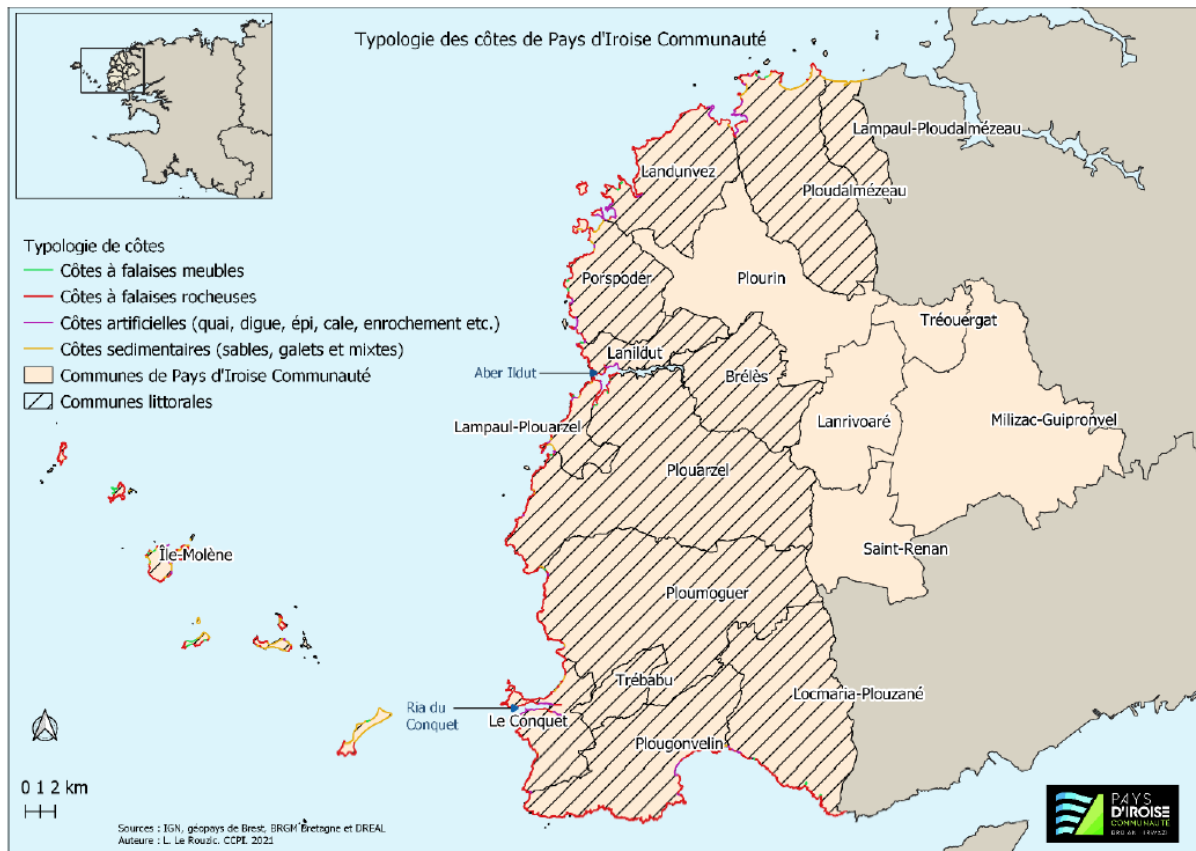 Typologie des côtes de Pays d'Iroise Communauté
Lampaul-Ploudalmézeau
Landunvez
Ploudalmézeau
Typologie de côtes
Côtes à falaises meubles
Côtes à falaises rocheuses
Côtes artificielles (quai, digue, épi, cale, enrochement etc.)
Côtes sedimentaires (sables, galets et mixtes)
Communes de Pays d'Iroise Communauté
Communes littorales
Porspoder
Plourin
Tréouergat
Lanildut
Aber Ildut
Brélès
Lanrivoaré
Milizac-Guipronvel
Lampaul-Plouarzel
Plouarzel
Saint-Renan
Île-Molène
Ploumoguer
Trébabu
Locmaria-Plouzané
Ria du
Conquet
Le Conquet
Plougonvelin
0 1 2 km
Sources : IGN, géopays de Brest, BRGM Bretagne et DREAL
Auteure : L. Le Rouzic. CCPI. 2021
PAYS
D'IROISE
COMMUNAUTÉ